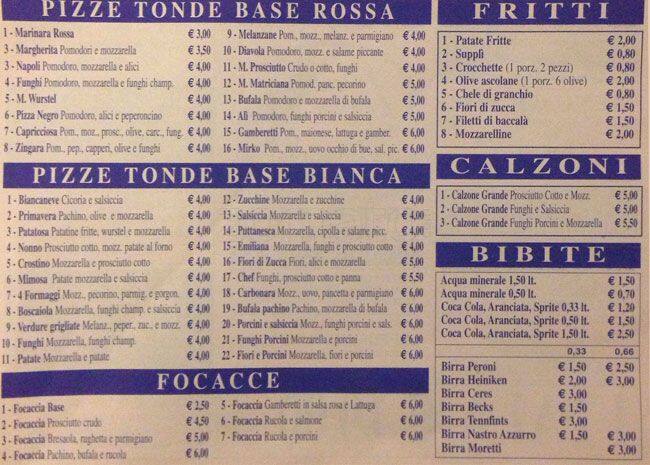 PIZZE TONDE BASE ROSSA
1 - Marinara Rossa € 3,00
3 - Margherita Pomodori e mozzarella € 3,50
3 - Napoli Pomodoro, mozzarella e alici € 4,00
4 - Funghi Pomodoro, mozzarella e funghi champ. € 4,00
5 - M. Wurstel € 4,00
6 - Pizza Negro Pomodoro, alici e peperoncino € 4,00
7 - Capricciosa Pom., moz., prosc., olive, carc., fung. € 4,00
8 - Zingara Pom., pep., capperi, olive e funghi € 4,00
9 - Melanzane Pom., mozz., melanz. e parmigiano € 4,00
10 - Diavola Pomodoro, mozz. e salame piccante € 4,00
11 - M. Prosciutto Crudo o cotto, funghi € 4,00
12 - M. Matriciana Pomod. panc. pecorino € 5,00
13 - Bufala Pomodoro e mozzarella di bufala € 5,00
14 - Alì Pomodoro, funghi porcini e salsiccia € 5,00
15 - Gamberetti Pom., maionese, lattuga e gamber. € 6,00
16 - Mirko Pom., mozz., uovo occhio di bue, sal. pic. € 6,00
PIZZE TONDE BASE BIANCA
1 - Biancaneve Cicoria e salsiccia € 4,00
2 - Primavera Pachino, olive e mozzarella € 4,00
3 - Patatosa Patatine fritte, wurstel e mozzarella € 4,00
4 - Nonno Prosciutto cotto, mozz. patate al forno € 4,00
5 - Crostino Mozzarella e prosciutto cotto € 4,00
6 - Mimosa Patate mozzarella e salsiccia € 4,00
7 - 4 Formaggi Mozz., pecorino, parmig. e gorgon. € 4,00
8 - Boscaiola Mozzarella, funghi champ. e salsiccia € 4,00
9 - Verdure grigliate Melanz., peper., zuc., e mozz. € 4,00
10 - Funghi Mozzarella, funghi champ. € 4,00
11 - Patate Mozzarella e patate € 4,00
12 - Zucchine Mozzarella e zucchine € 4,00
13 - Salsiccia Mozzarella e salsiccia € 4,00
14 - Puttanesca Mozzarella, cipolla e salame picc. € 4,00
15 - Emiliana Mozzarella, funghi e prosciutto cotto € 4,00
16 - Fiori di Zucca Fiori, alici e mozzarella € 5,00
17 - Chef Funghi, prosciutto cotto e panna € 5,50
18 - Carbonara Mozz., uovo, pancetta e parmigiano € 6,00
19 - Bufala pachino Pachino, mozzarella di bufala € 6,00
20 - Porcini e salsiccia Mozz., funghi porcini e sals. € 6,00
21 - Funghi Porcini Mozzarella e porcini € 6,00
22 - Fiori e Porcini Mozzarella, fiori e porcini € 6,00
FOCACCE
1 - Focaccia Base € 2,50
2 - Focaccia Prosciutto crudo € 4,50
3 - Focaccia Bresaola, rughetta e parmigiano € 5,00
4 - Focaccia Pachino, bufala e rucola € 6,00
5 - Focaccia Gamberetti in salsa rosa e Lattuga € 6,00
6 - Focaccia Rucola e salmone € 6,00
7 - Focaccia Rucola e porcini € 6,00
FRITTI
1 - Patate Fritte € 2,00
2 - Supplì € 0,80
3 - Crocchette (1 porz. 2 pezzi) € 0,80
4 - Olive ascolane (1 porz. 6 olive) € 2,00
5 - Chele di granchio € 0,80
6 - Fiori di zucca € 1,50
7 - Filetti di baccalà € 1,50
8 - Mozzarelline € 2,00
CALZONI
1 - Calzone Grande Prosciutto Cotto e Mozz. € 5,00
2 - Calzone Grande Funghi e Salsiccia € 5,00
3 - Calzone Grande Funghi Porcini e Mozzarella € 5,50
BIBITE
Acqua minerale 1,50 lt. € 1,50
Acqua minerale 0,50 lt. € 0,70
Coca Cola, Aranciata, Sprite 0,33 lt. € 1,20
Coca Cola, Aranciata, Sprite 0,50 lt. € 1,50
Coca Cola, Aranciata, Sprite 1,50 lt. € 2,50
0,33 0,66
Birra Peroni € 1,50 € 2,50
Birra Heiniken € 2,00 € 3,00
Birra Ceres € 3,00
Birra Becks € 1,50
Birra Tennfints € 3,00
Birra Nastro Azzurro € 1,50 € 3,00
Birra Moretti € 3,00